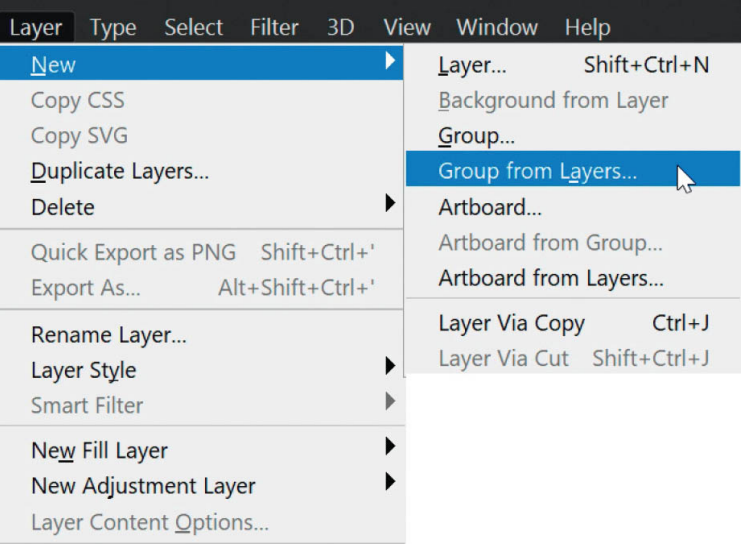 Layer Type Select Filter 3D View Window Help
New
Copy CSS
Copy SVG
Duplicate Layers...
Delete
Quick Export as PNG Shift+Ctrl+'
Export As... Alt+Shift+Ctrl+'
Rename Layer...
Layer Style
Smart Filter
New Fill Layer
New Adjustment Layer
Layer Content Options...
Layer... Shift+Ctrl+N
Background from Layer
Group...
Group from Layers...
Artboard...
Artboard from Group...
Artboard from Layers...
Layer Via Copy Ctrl+J
Layer Via Cut Shift+Ctrl+J